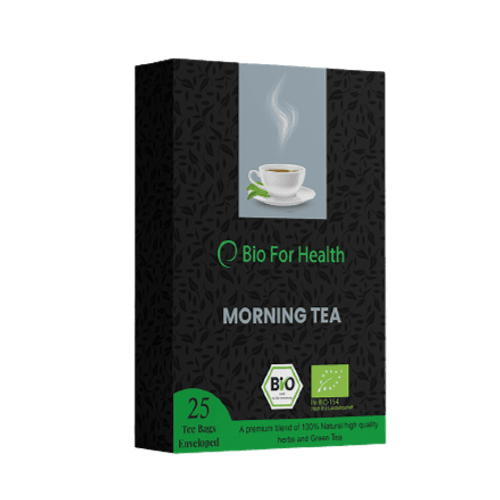 Bio For Health
MORNING TEA
BiO
25
Tee Bags
Enveloped
A premium blend of 100% Natural high quality
herbs and Green Tea